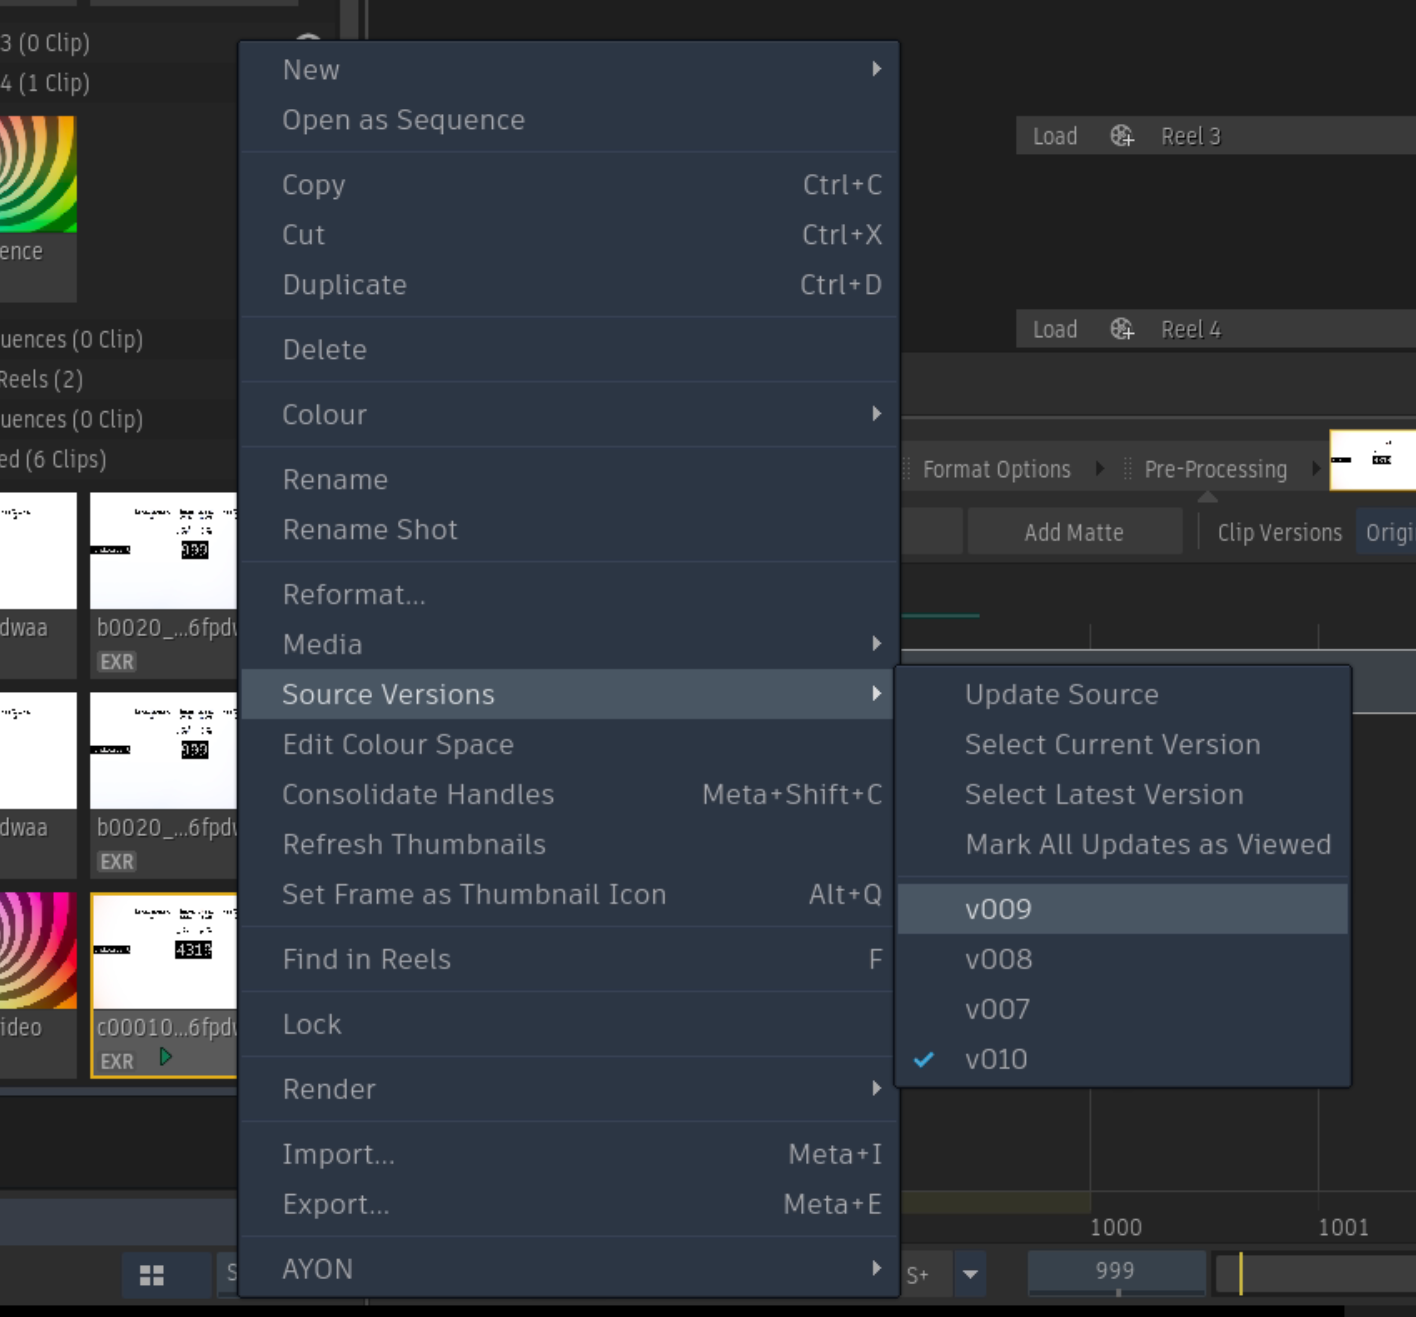 3 (0 Clip)
4 (1 Clip)
ence
uences (0 Clip)
Reels (2)
uences (0 Clip)
ed (6 Clips)
dwaa
b0020_...6fpdw
EXR
dwaa
b0020_...6fpdw
EXR
ideo
c00010...6fpdw
EXR
New
Open as Sequence
Copy Ctrl+C
Cut Ctrl+X
Duplicate Ctrl+D
Delete
Colour
Rename
Rename Shot
Reformat...
Media
Source Versions
Edit Colour Space
Consolidate Handles Meta+Shift+C
Refresh Thumbnails
Set Frame as Thumbnail Icon Alt+Q
Find in Reels F
Lock
Render
Import... Meta+I
Export... Meta+E
AYON
Update Source
Select Current Version
Select Latest Version
Mark All Updates as Viewed
v009
v008
v007
v010
Load Reel 3
Load Reel 4
Format Options Pre-Processing
Add Matte Clip Versions Origi
1000 1001
S S+ 999